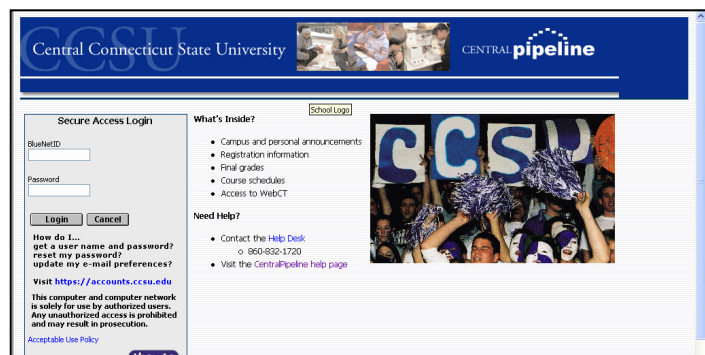 CCSU
Central Connecticut State University
CENTRAL pipeline
School Logo
Secure Access Login
BlueNetID
Password
Login Cancel
How do I...
get a user name and password?
reset my password?
update my e-mail preferences?
Visit https://accounts.ccsu.edu
This computer and computer network
is solely for use by authorized users.
Any unauthorized access is prohibited
and may result in prosecution.
Acceptable Use Policy
What's Inside?
• Campus and personal announcements
• Registration information
• Final grades
• Course schedules
• Access to WebCT
Need Help?
• Contact the Help Desk
o 860-832-1720
• Visit the CentralPipeline help page
CCSU